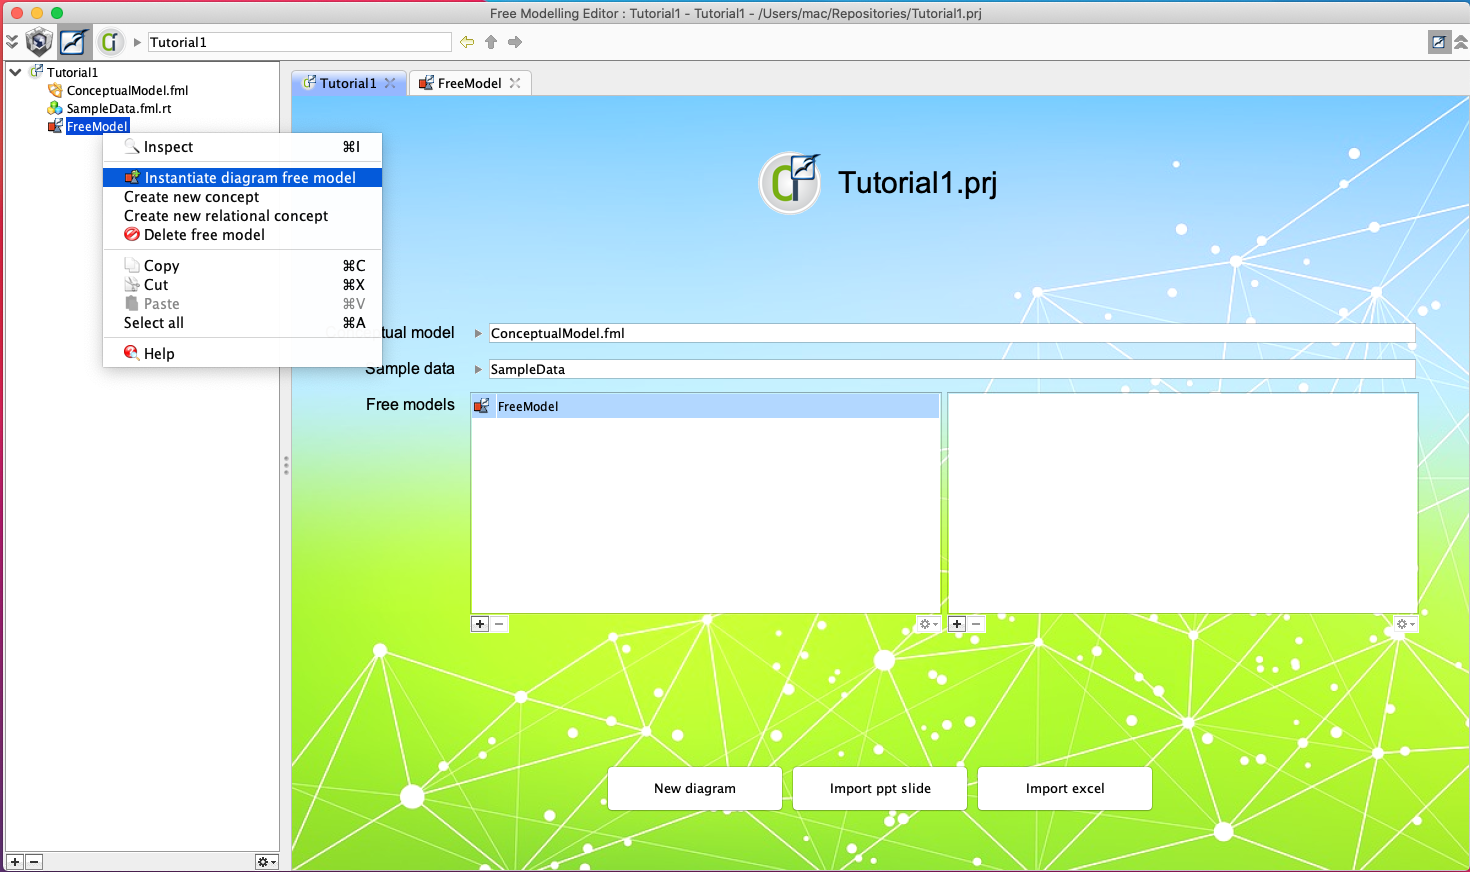 Free Modelling Editor : Tutorial1 - Tutorial1 - /Users/mac/Repositories/Tutorial1.prj
Tutorial1
Tutorial1
ConceptualModel.fml
SampleData.fml.rt
FreeModel
Inspect ⌘I
Instantiate diagram free model
Create new concept
Create new relational concept
Delete free model
Copy ⌘C
Cut ⌘X
Paste ⌘V
Select all ⌘A
Help
Tutorial1
FreeModel
Tutorial1.prj
tual model
ConceptualModel.fml
Sample data
SampleData
Free models
FreeModel
New diagram
Import ppt slide
Import excel